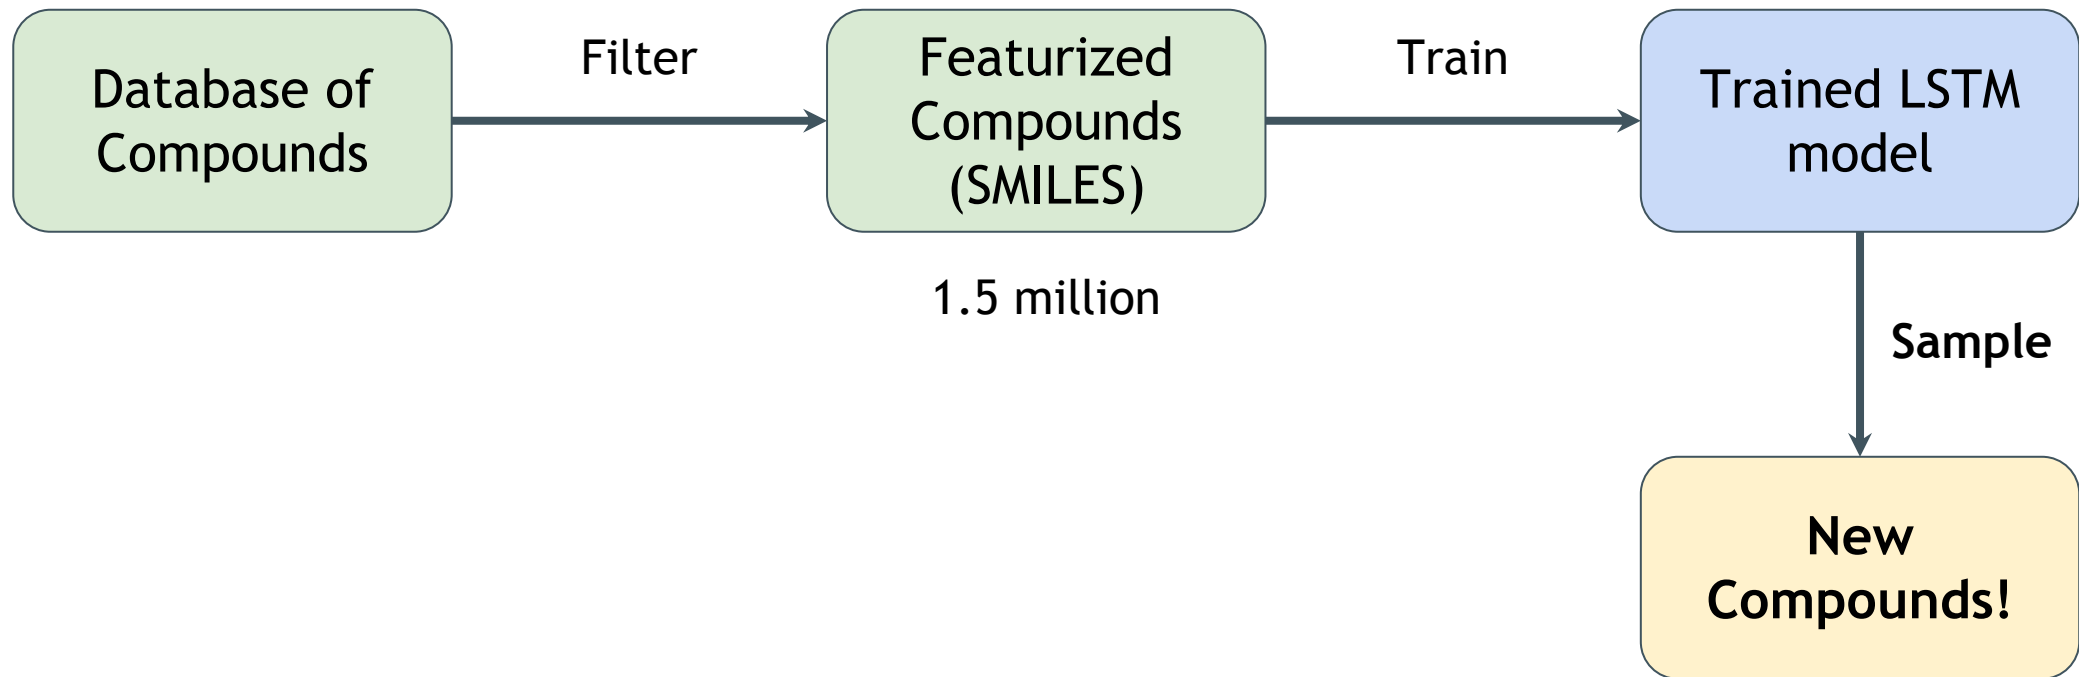 Database of
Compounds
Filter
Featurized
Compounds
(SMILES)
1.5 million
Train
Trained LSTM
model
Sample
New
Compounds!